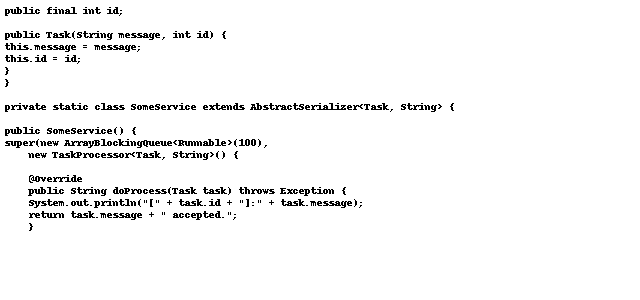 public final int id;
public Task(String message, int id) {
this.message = message;
this.id = id;
}
}
private static class SomeService extends AbstractSerializer<Task, String> {
public SomeService() {
super(new ArrayBlockingQueue<Runnable>(100),
new TaskProcessor<Task, String>() {
@Override
public String doProcess(Task task) throws Exception {
System.out.println("[" + task.id + "]:" + task.message);
return task.message + " accepted.";
}